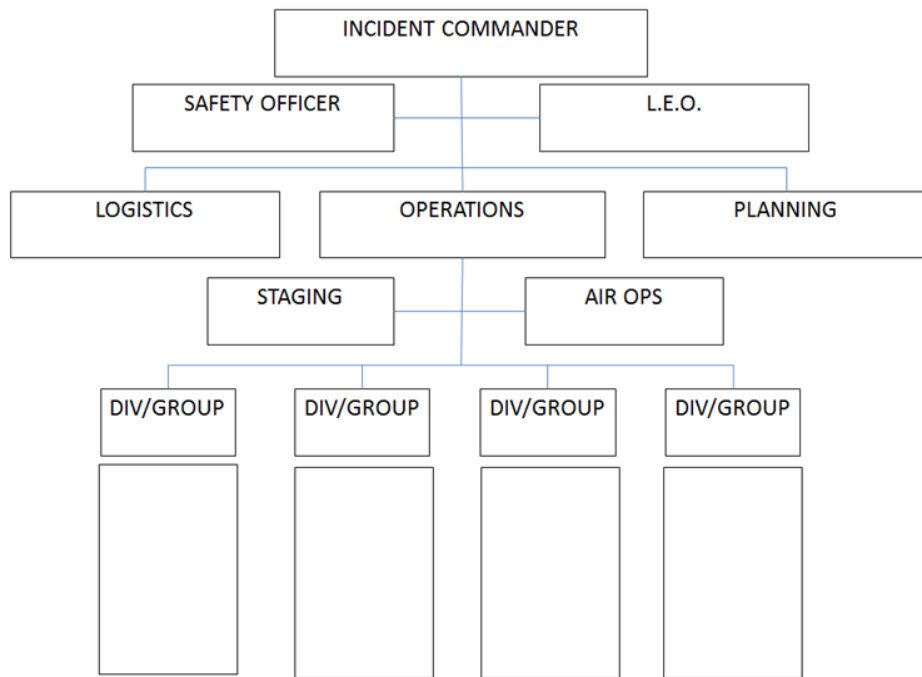 INCIDENT COMMANDER
SAFETY OFFICER
L.E.O.
LOGISTICS
OPERATIONS
PLANNING
STAGING
AIR OPS
DIV/GROUP
DIV/GROUP
DIV/GROUP
DIV/GROUP